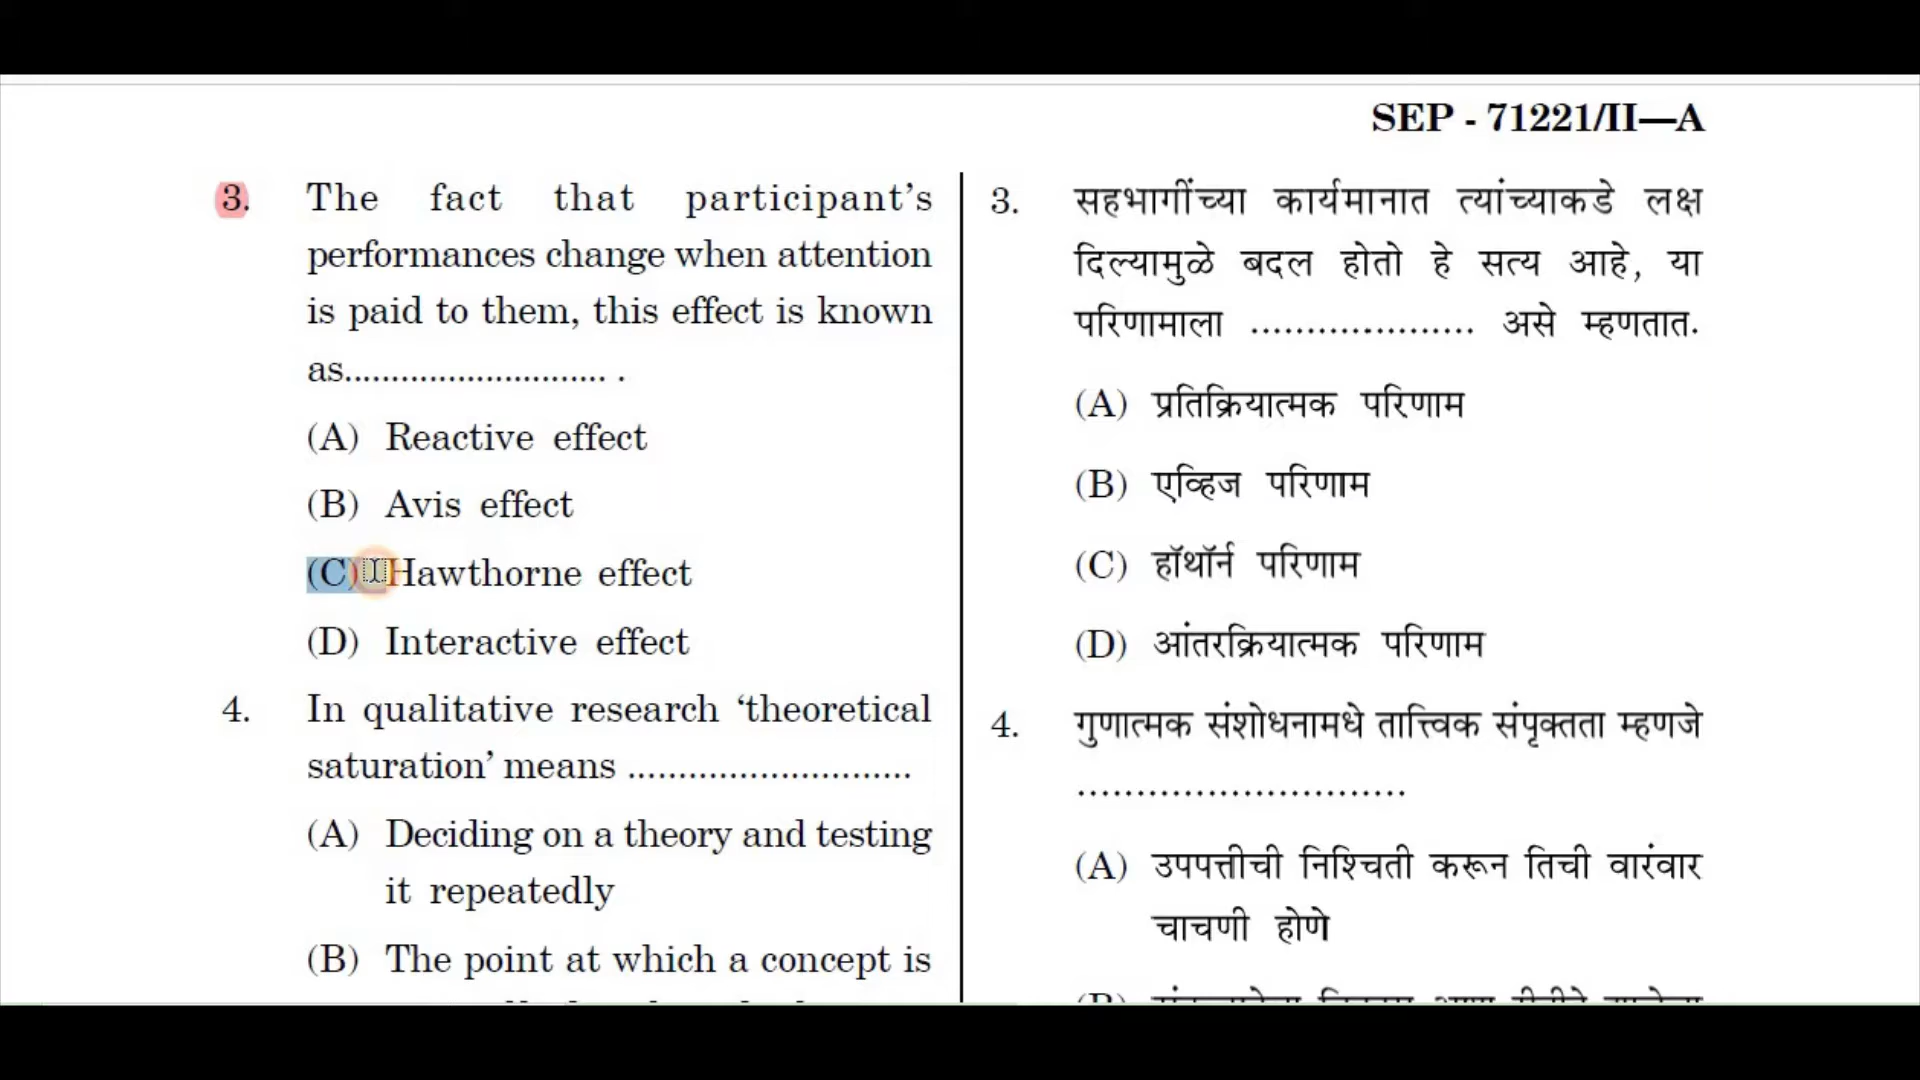 SEP - 71221/II—A
3. The fact that participant's
performances change when attention
is paid to them, this effect is known
as............................ .
(A) Reactive effect
(B) Avis effect
(C) Hawthorne effect
(D) Interactive effect
4. In qualitative research ‘theoretical
saturation’ means ............................
(A) Deciding on a theory and testing
it repeatedly
(B) The point at which a concept is
3. सहभागींच्या कार्यमानात त्यांच्याकडे लक्ष
दिल्यामुळे बदल होतो हे सत्य आहे, या
परिणामाला ..................... असे म्हणतात.
(A) प्रतिक्रियात्मक परिणाम
(B) एव्हिज परिणाम
(C) हॉथॉर्न परिणाम
(D) आंतरक्रियात्मक परिणाम
4. गुणात्मक संशोधनामधे तात्त्विक संपृक्तता म्हणजे
............................
(A) उपपत्तीची निश्चिती करून तिची वारंवार
चाचणी होणे